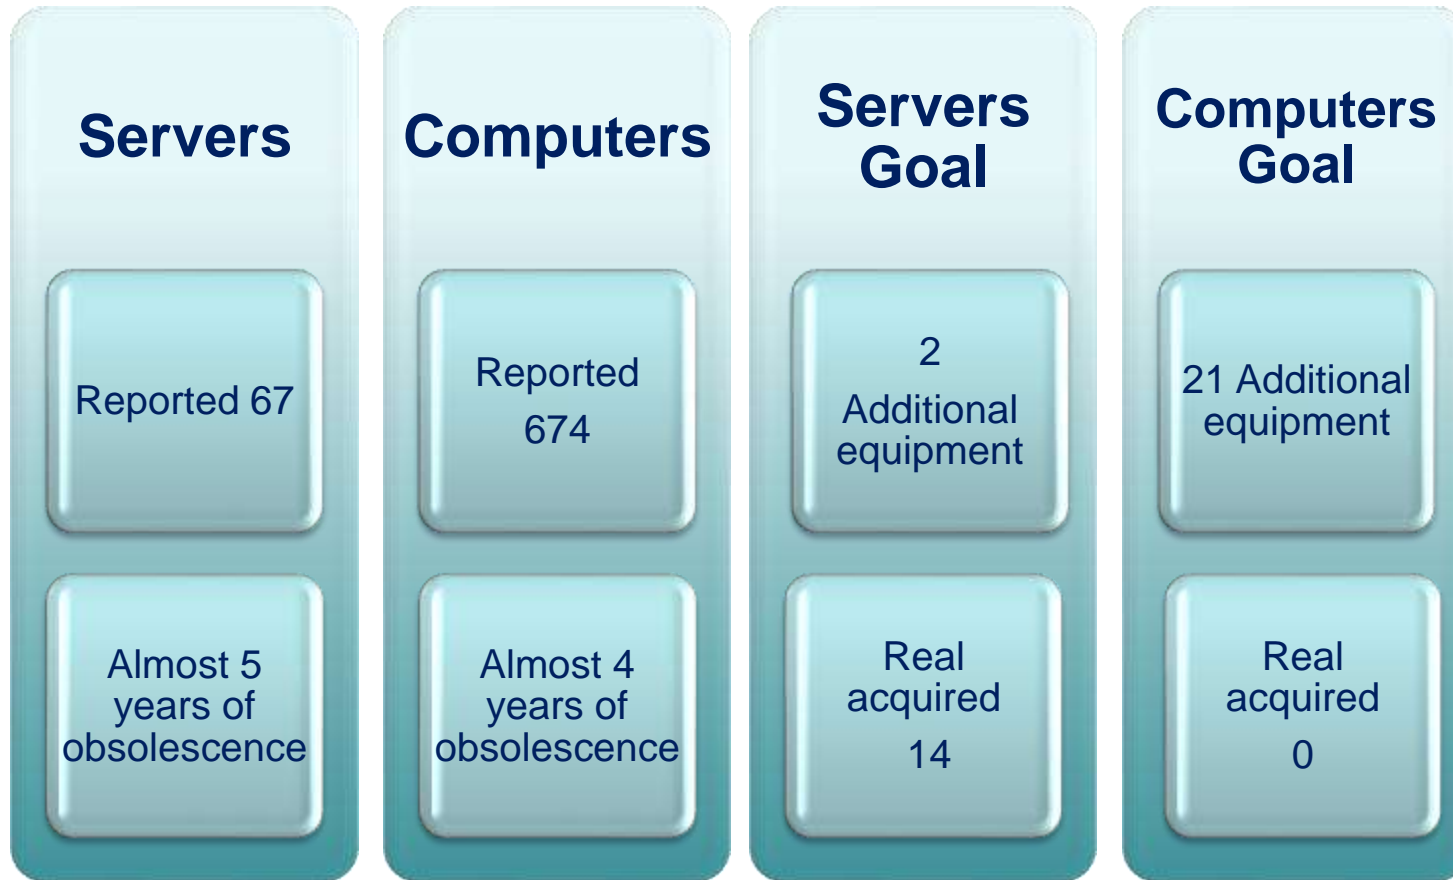 Servers
Reported 67
Almost 5
years of
obsolescence
Computers
Reported
674
Almost 4
years of
obsolescence
Servers
Goal
2
Additional
equipment
Real
acquired
14
Computers
Goal
21 Additional
equipment
Real
acquired
0